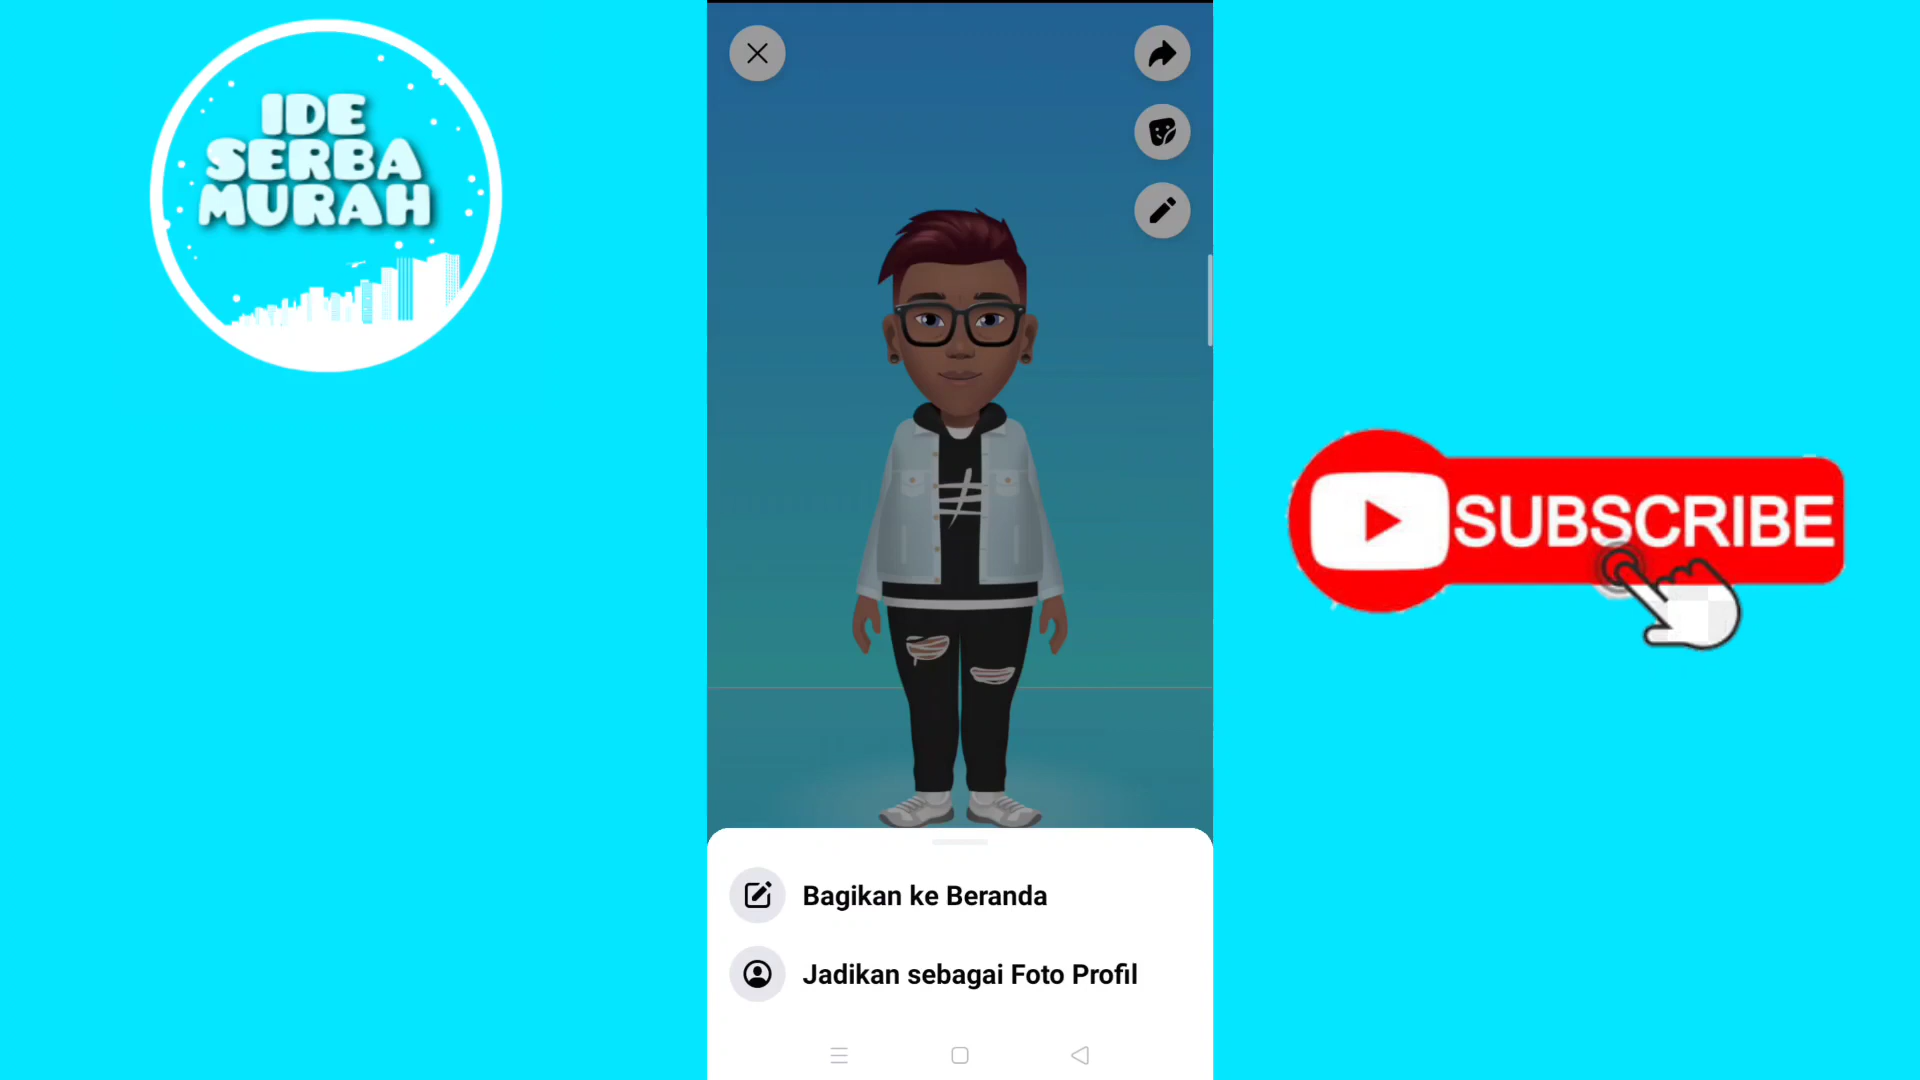 IDE
SERBA
MURAH
SUBSCRIBE
Bagikan ke Beranda
Jadikan sebagai Foto Profil